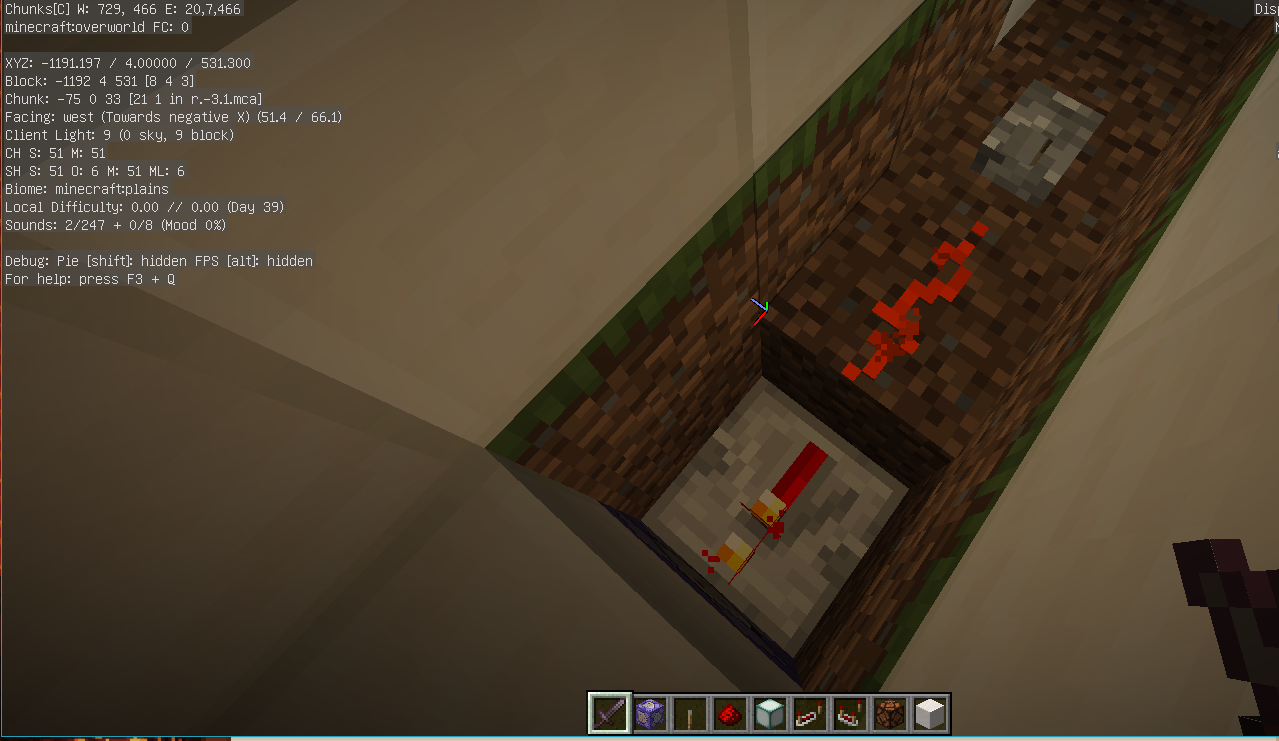 Chunks[C] W: 729, 466 E: 20,7,466
minecraft:overworld FC: 0
XYZ: -1191.197 / 4.00000 / 531.300
Block: -1192 4 531 [8 4 3]
Chunk: -75 0 33 [21 1 in r.-3.1.mca]
Facing: west (Towards negative X) (51.4 / 66.1)
Client Light: 9 (0 sky, 9 block)
CH S: 51 M: 51
SH S: 51 O: 6 M: 51 ML: 6
Biome: minecraft:plains
Local Difficulty: 0.00 // 0.00 (Day 39)
Sounds: 2/247 + 0/8 (Mood 0%)
Debug: Pie [shift]: hidden FPS [alt]: hidden
For help: press F3 + Q
Disp